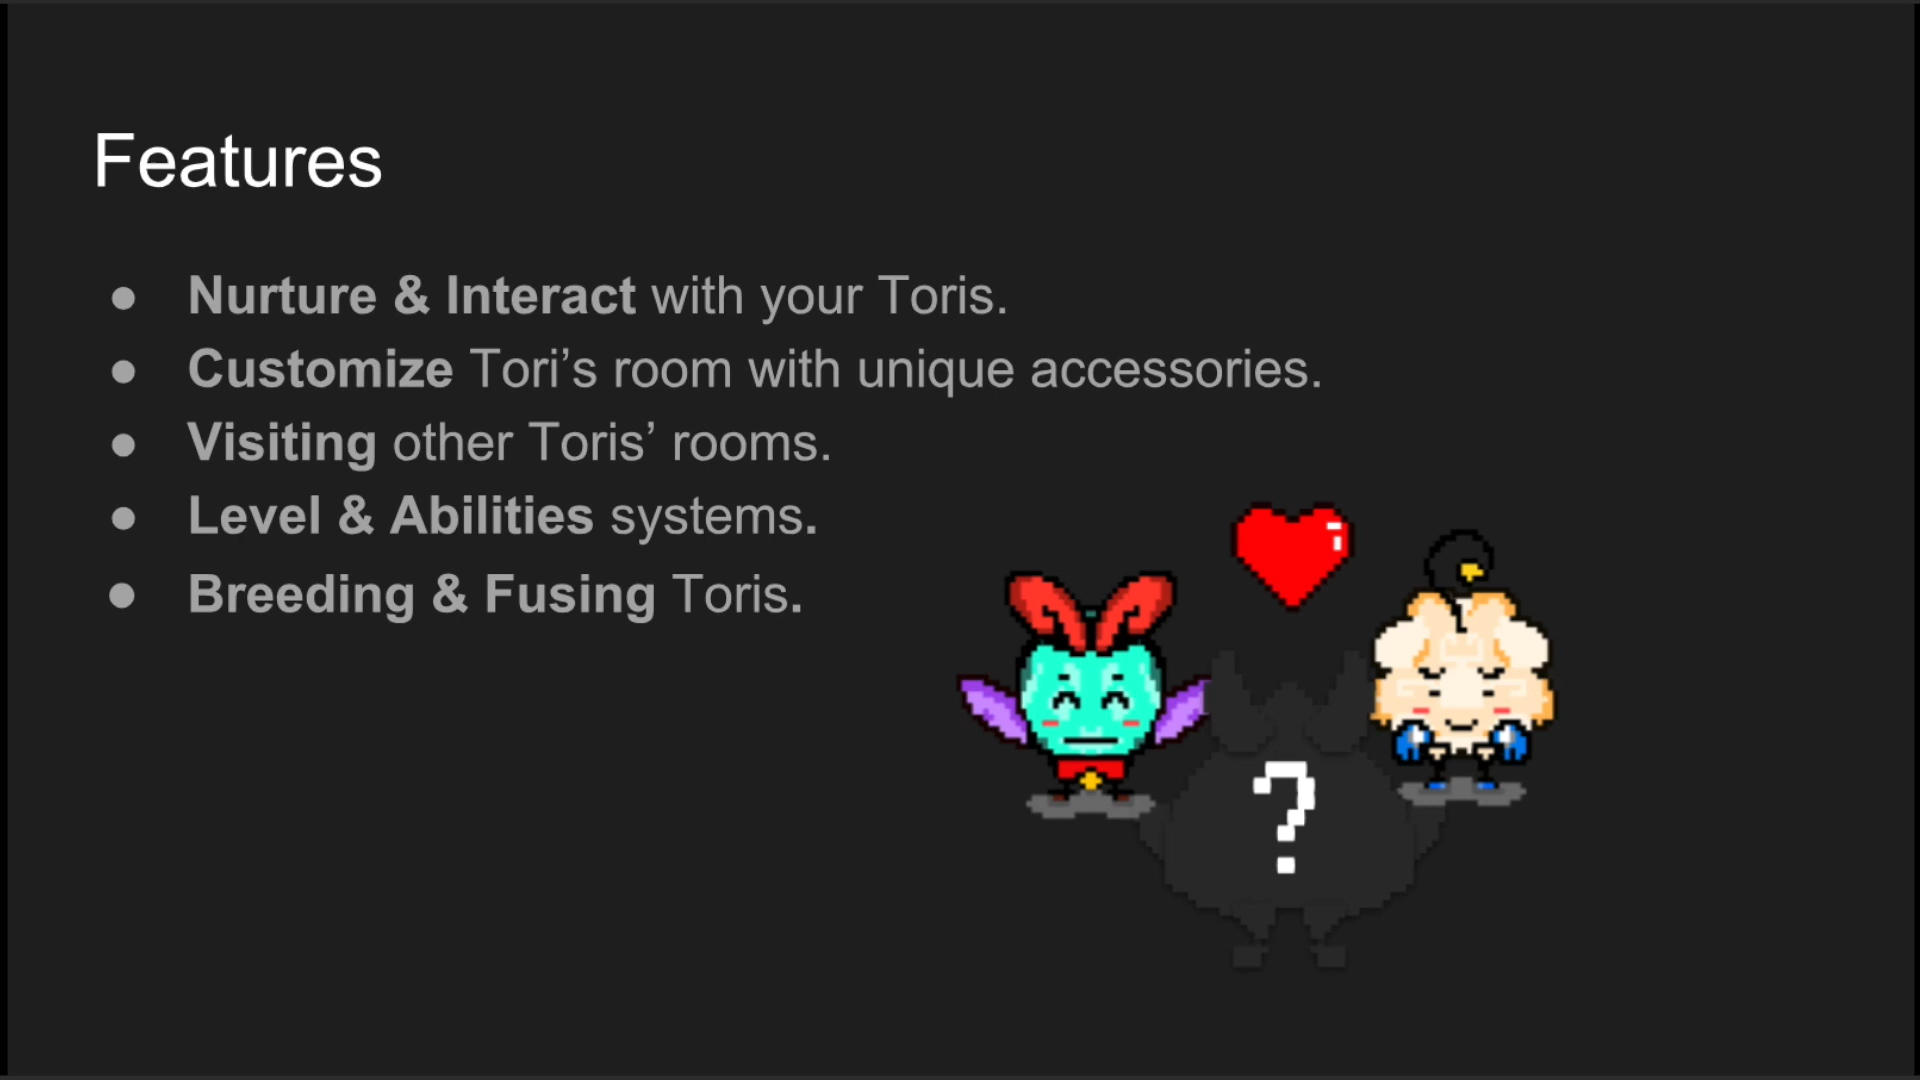 Features
● Nurture & Interact with your Toris.
● Customize Tori’s room with unique accessories.
● Visiting other Toris’ rooms.
● Level & Abilities systems.
● Breeding & Fusing Toris.
?